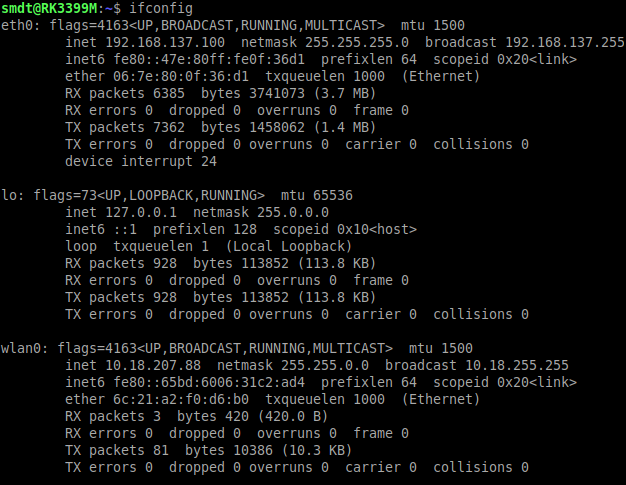 smdt@RK3399M:~$ ifconfig
eth0: flags=4163<UP,BROADCAST,RUNNING,MULTICAST>  mtu 1500
        inet 192.168.137.100  netmask 255.255.255.0  broadcast 192.168.137.255
        inet6 fe80::47e:80ff:fe0f:36d1  prefixlen 64  scopeid 0x20<link>
        ether 06:7e:80:0f:36:d1  txqueuelen 1000  (Ethernet)
        RX packets 6385  bytes 3741073 (3.7 MB)
        RX errors 0  dropped 0  overruns 0  frame 0
        TX packets 7362  bytes 1458062 (1.4 MB)
        TX errors 0  dropped 0 overruns 0  carrier 0  collisions 0
        device interrupt 24

lo: flags=73<UP,LOOPBACK,RUNNING>  mtu 65536
        inet 127.0.0.1  netmask 255.0.0.0
        inet6 ::1  prefixlen 128  scopeid 0x10<host>
        loop  txqueuelen 1  (Local Loopback)
        RX packets 928  bytes 113852 (113.8 KB)
        RX errors 0  dropped 0  overruns 0  frame 0
        TX packets 928  bytes 113852 (113.8 KB)
        TX errors 0  dropped 0 overruns 0  carrier 0  collisions 0

wlan0: flags=4163<UP,BROADCAST,RUNNING,MULTICAST>  mtu 1500
        inet 10.18.207.88  netmask 255.255.0.0  broadcast 10.18.255.255
        inet6 fe80::65bd:6006:31c2:ad4  prefixlen 64  scopeid 0x20<link>
        ether 6c:21:a2:f0:d6:b0  txqueuelen 1000  (Ethernet)
        RX packets 3  bytes 420 (420.0 B)
        RX errors 0  dropped 0  overruns 0  frame 0
        TX packets 81  bytes 10386 (10.3 KB)
        TX errors 0  dropped 0 overruns 0  carrier 0  collisions 0